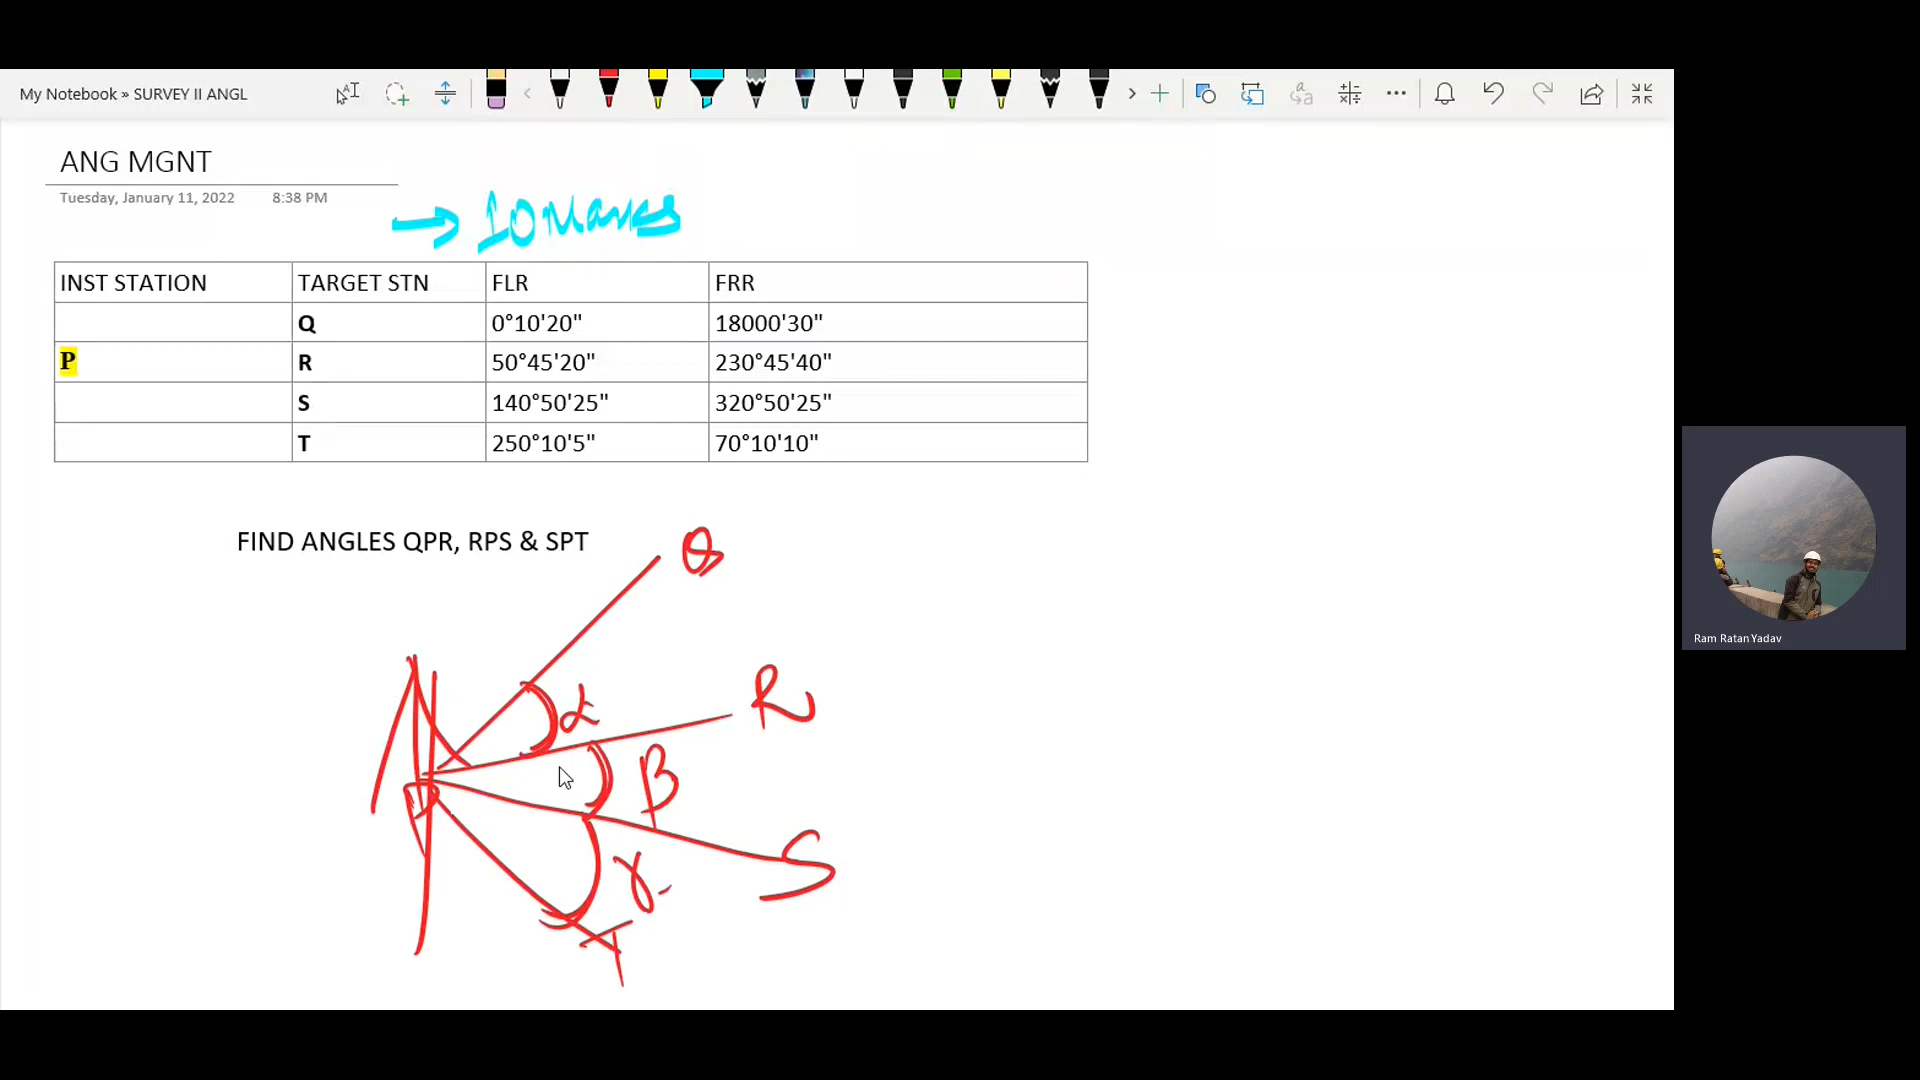 My Notebook » SURVEY II ANGL
ANG MGNT
Tuesday, January 11, 2022 8:38 PM
→ 10 Marks
INST STATION TARGET STN FLR FRR
Q 0°10'20" 18000'30"
P R 50°45'20" 230°45'40"
S 140°50'25" 320°50'25"
T 250°10'5" 70°10'10"
FIND ANGLES QPR, RPS & SPT
Q
R
α
β
S
γ
T
Ram Ratan Yadav